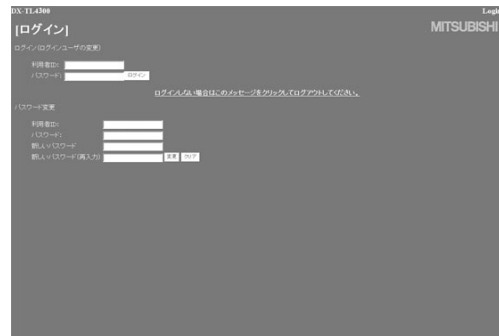 DX-TL4300
Login
[ログイン]
MITSUBISHI
ログイン(ログインユーザの変更)
利用者ID:
パスワード:
ログイン
ログインしない場合はこのメッセージをクリックしてログアウトしてください。
パスワード変更
利用者ID:
パスワード:
新しいパスワード
新しいパスワード(再入力)
変更 クリア